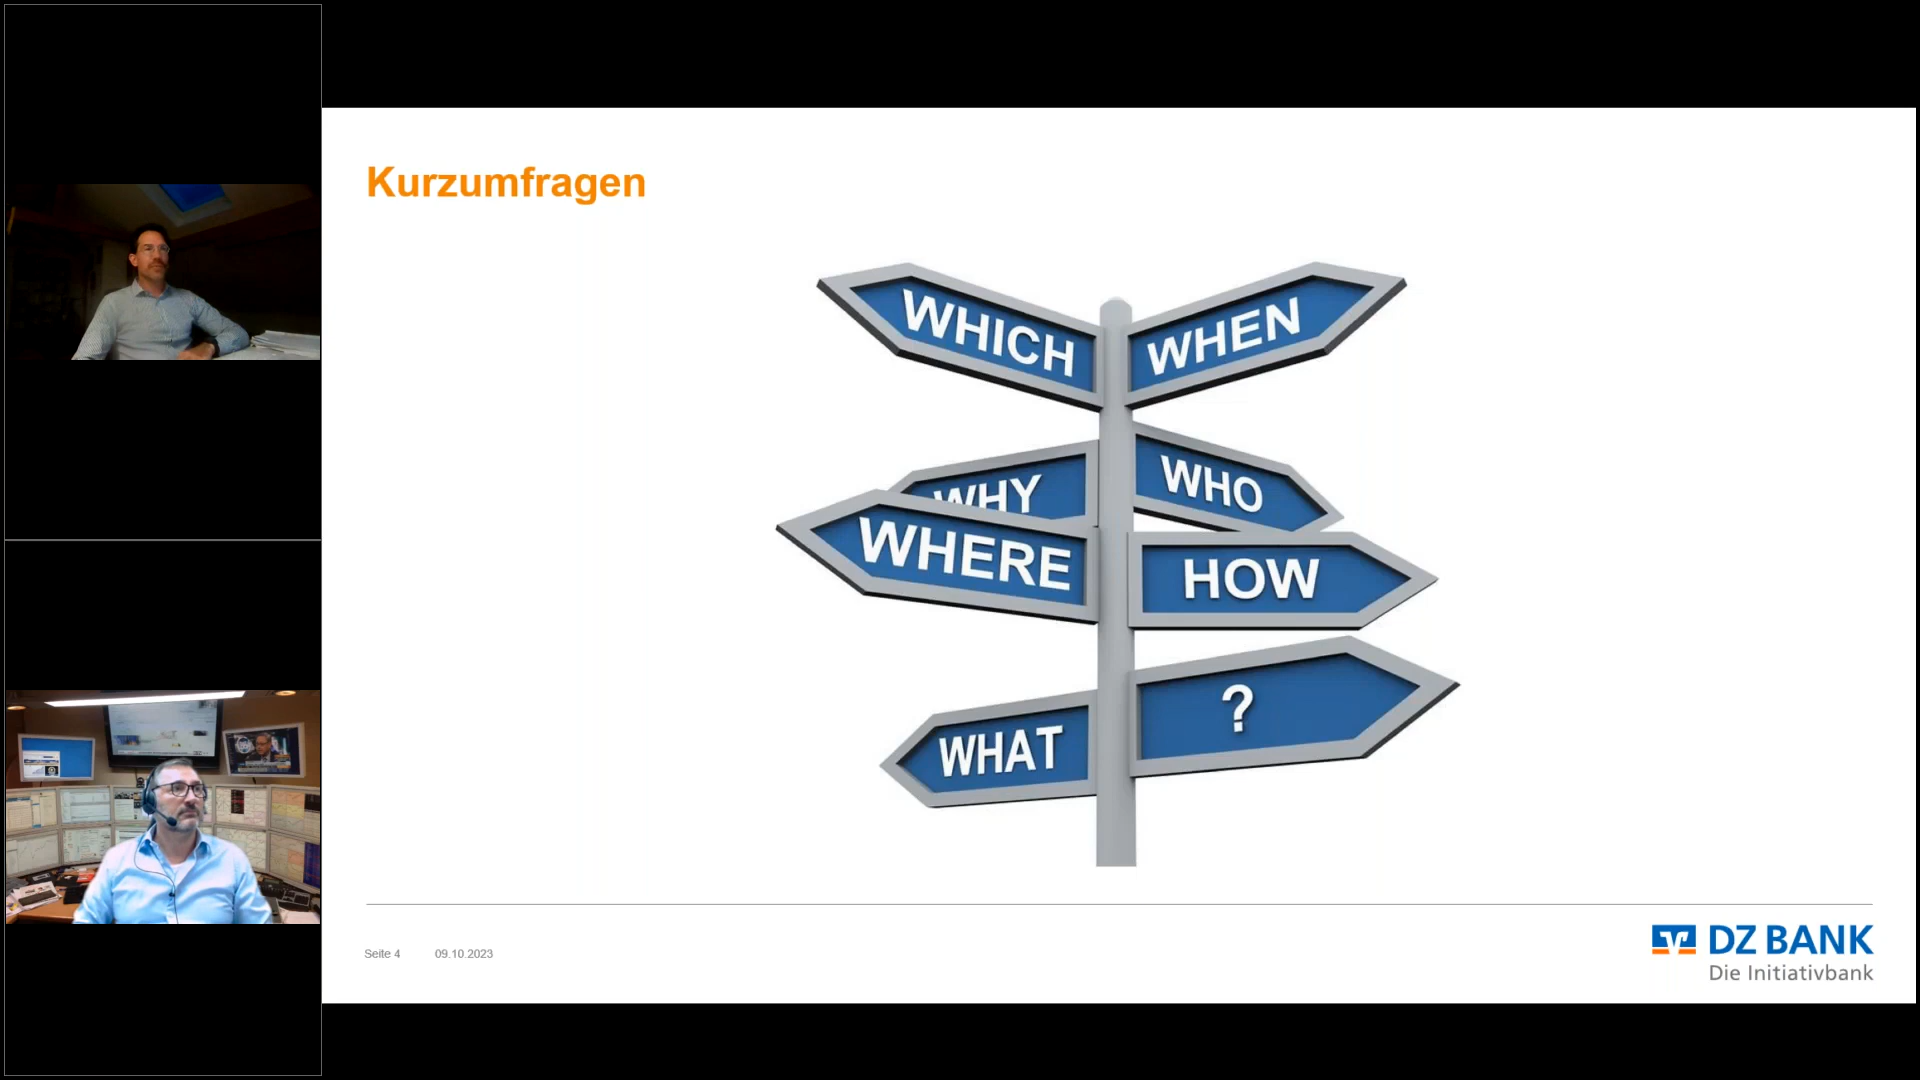 Kurzumfragen
WHICH
WHEN
WHY
WHO
WHERE
HOW
WHAT
?
Seite 4 09.10.2023
DZ BANK
Die Initiativbank